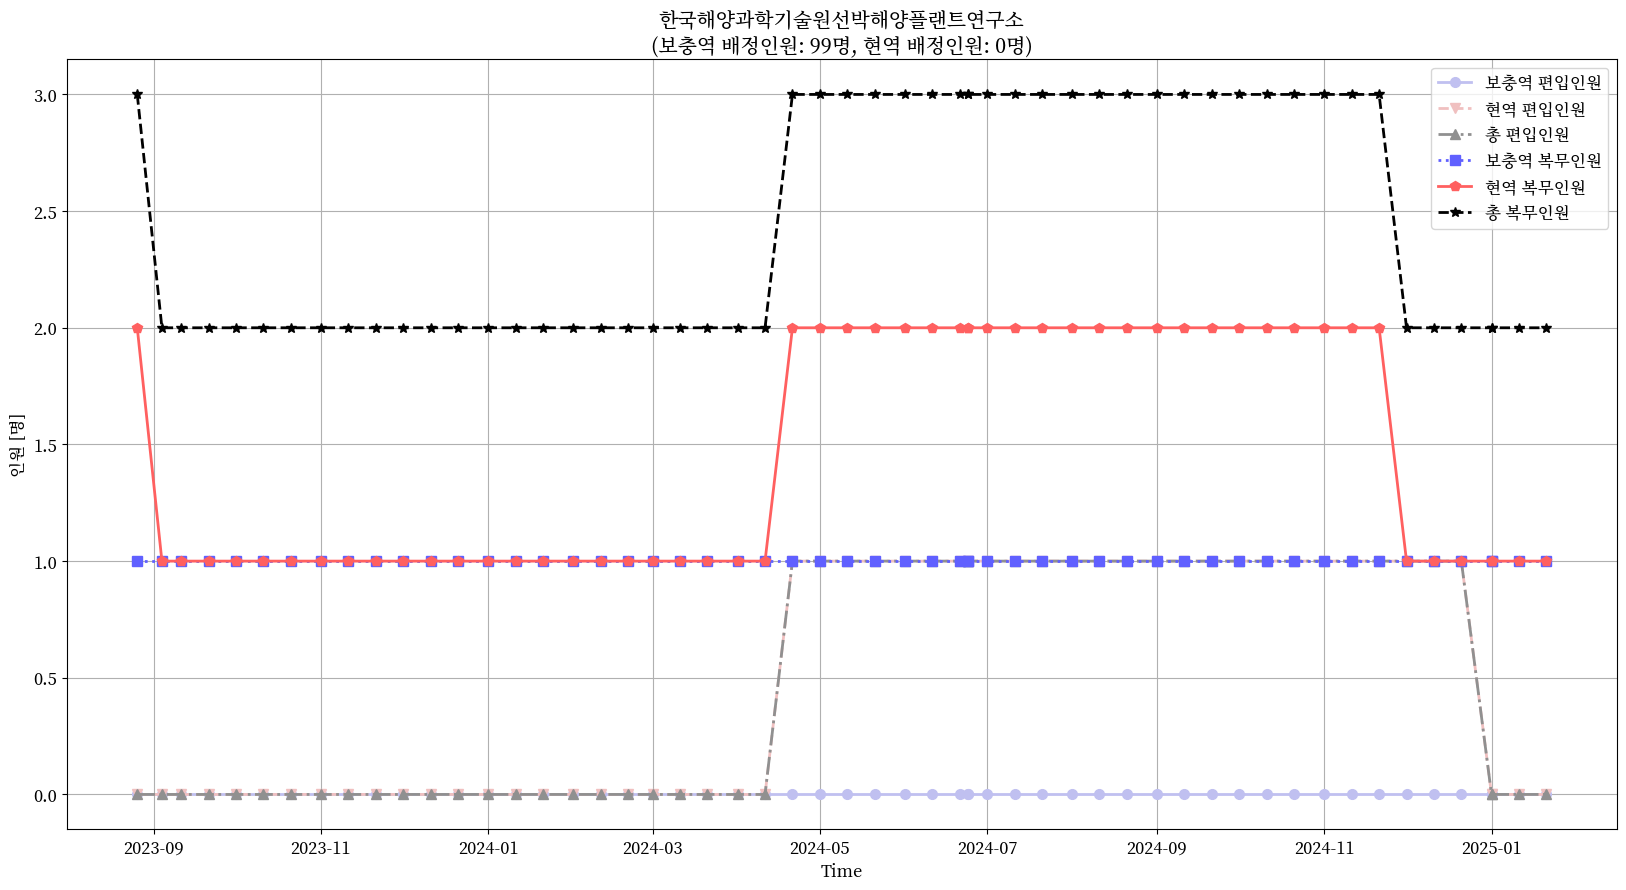 한국해양과학기술원선박해양플랜트연구소
(보충역 배정인원: 99명, 현역 배정인원: 0명)
보충역 편입인원
현역 편입인원
총 편입인원
보충역 복무인원
현역 복무인원
총 복무인원
3.0
2.5
2.0
1.5
1.0
0.5
0.0
인원 [명]
2023-09
2023-11
2024-01
2024-03
2024-05
2024-07
2024-09
2024-11
2025-01
Time